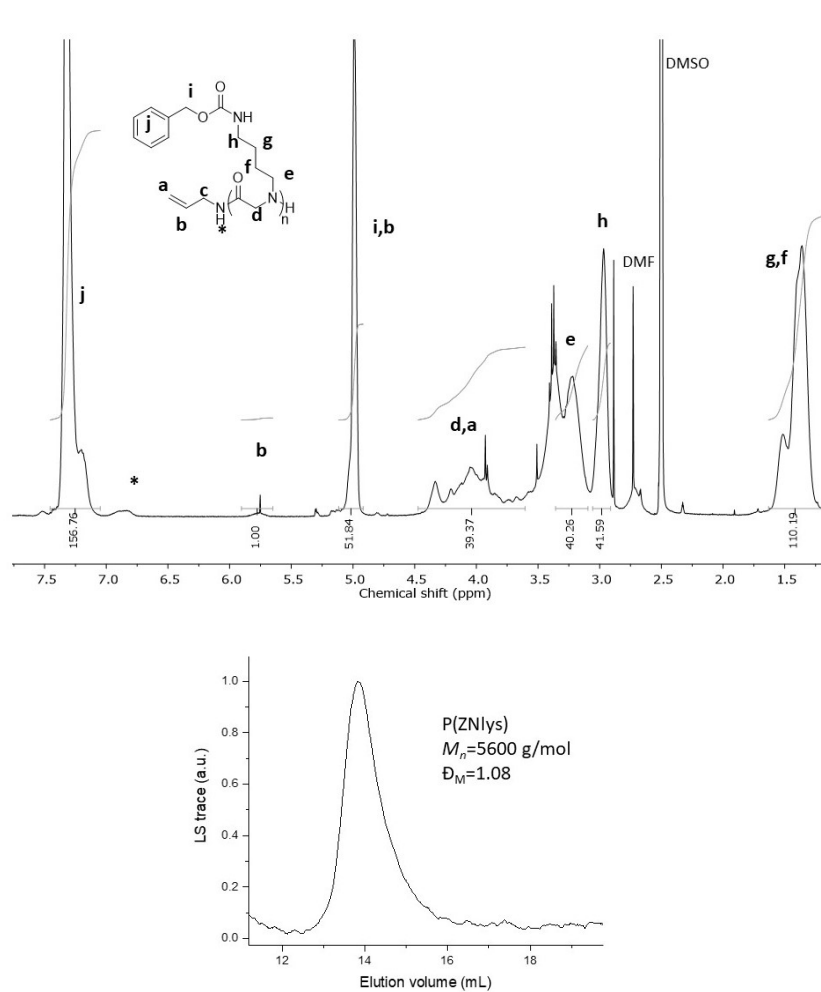 DMSO
i
O
O
NH
j
h
g
f
e
a
c
O
N
b
N
H
d
n
H
*
i,b
h
DMF
g,f
j
e
d,a
b
*
156.76
1.00
51.84
39.37
40.26
41.59
110.19
7.5 7.0 6.5 6.0 5.5 5.0 4.5 4.0 3.5 3.0 2.5 2.0 1.5
Chemical shift (ppm)
1.0
0.8
0.6
0.4
0.2
0.0
LS trace (a.u.)
P(ZNlys)
Mn=5600 g/mol
ĐM=1.08
12 14 16 18
Elution volume (mL)